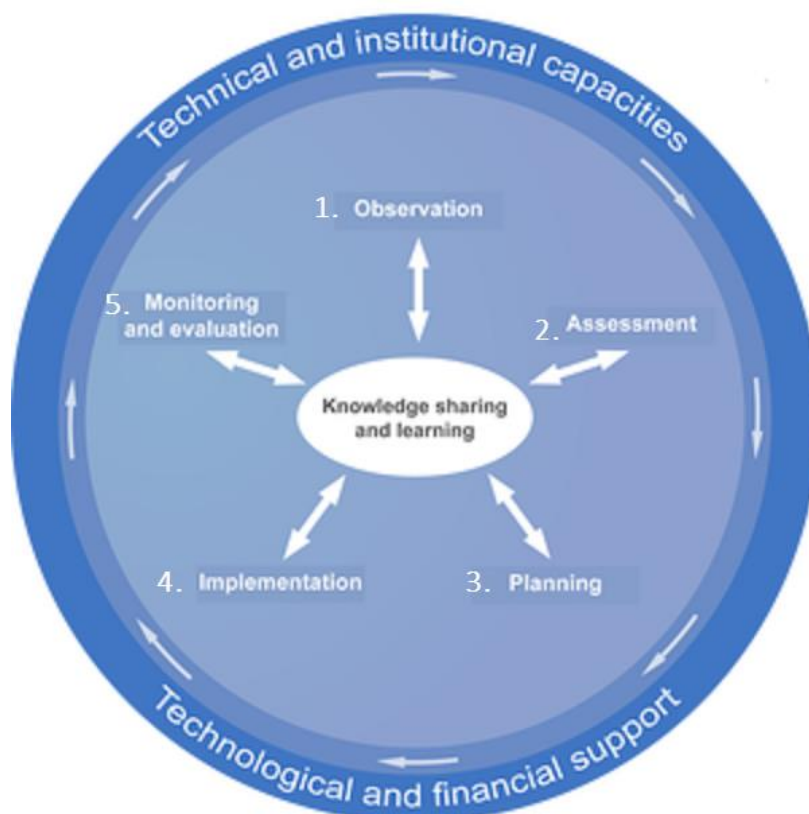 Technical and institutional capacities
1. Observation
5. Monitoring
and evaluation
2. Assessment
Knowledge sharing
and learning
4. Implementation
3. Planning
Technological and financial support